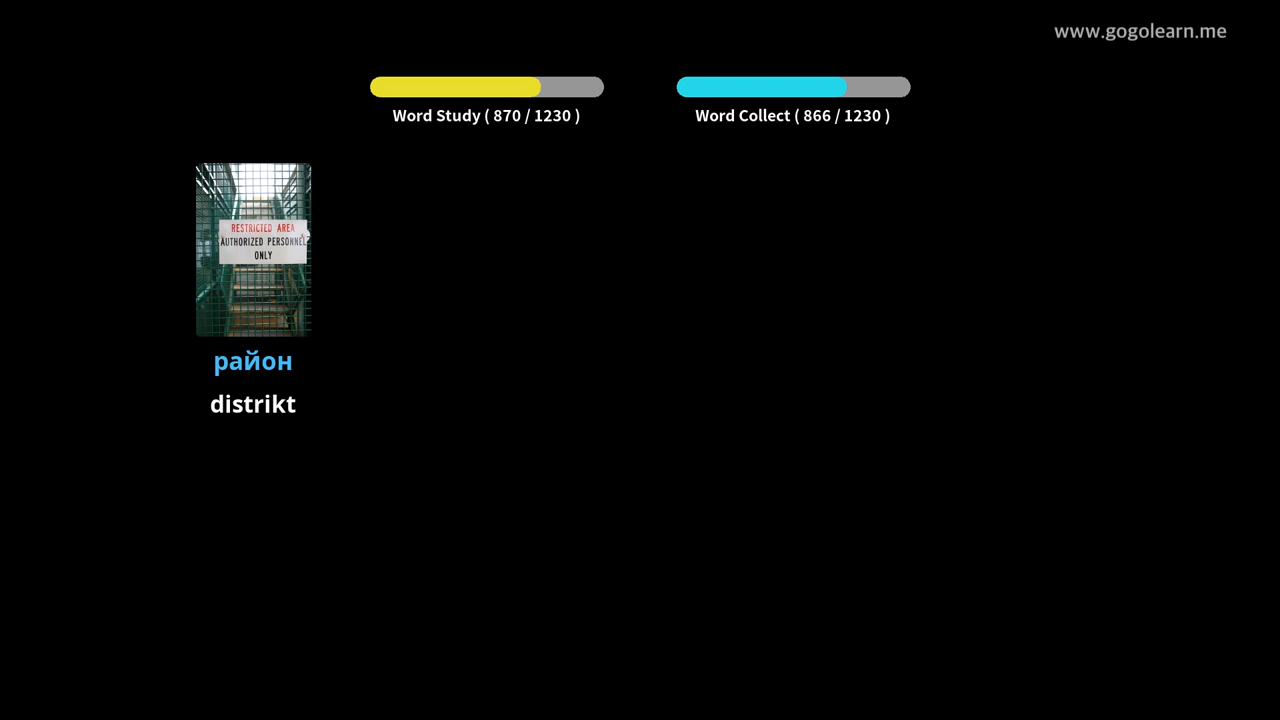 www.gogolearn.me
Word Study ( 870 / 1230 )
Word Collect ( 866 / 1230 )
RESTRICTED AREA
AUTHORIZED PERSONNEL
ONLY
район
distrikt